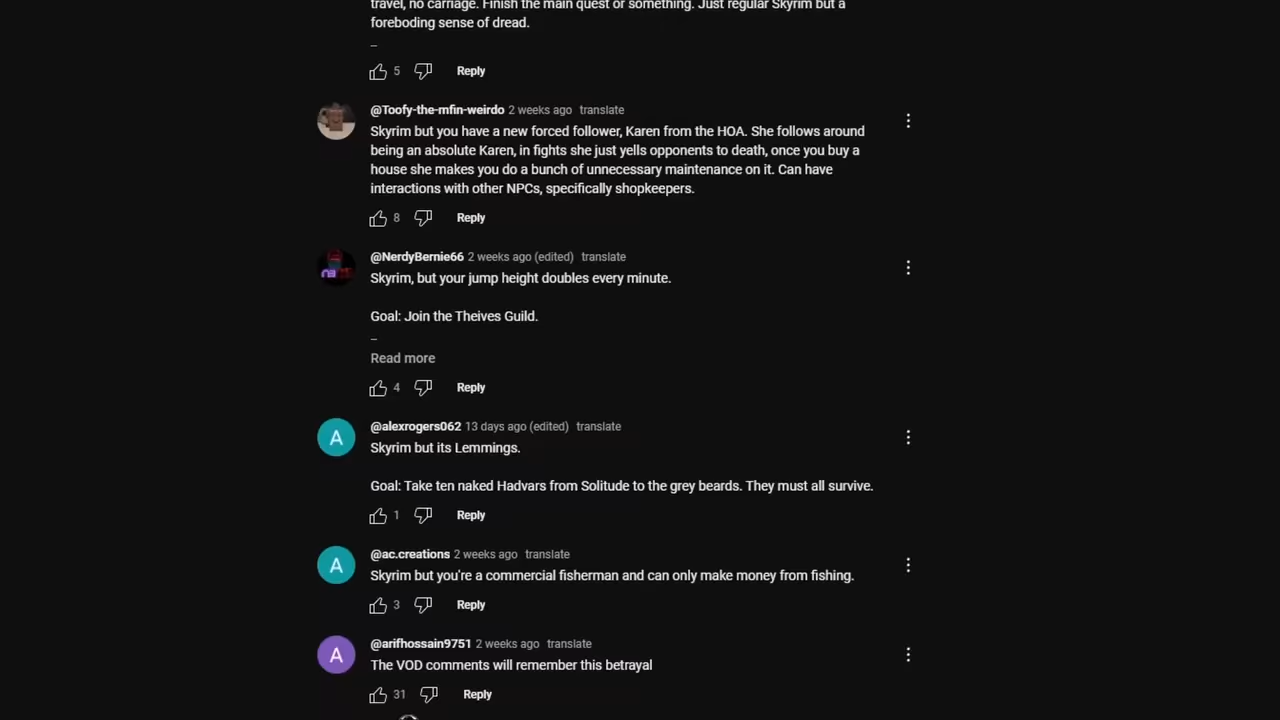 travel, no carriage. Finish the main quest or something. Just regular Skyrim but a
foreboding sense of dread.
_
5 Reply
@Toofy-the-mfin-weirdo 2 weeks ago translate
Skyrim but you have a new forced follower, Karen from the HOA. She follows around
being an absolute Karen, in fights she just yells opponents to death, once you buy a
house she makes you do a bunch of unnecessary maintenance on it. Can have
interactions with other NPCs, specifically shopkeepers.
8 Reply
@NerdyBernie66 2 weeks ago (edited) translate
Skyrim, but your jump height doubles every minute.
Goal: Join the Theives Guild.
_
Read more
4 Reply
A
@alexrogers062 13 days ago (edited) translate
Skyrim but its Lemmings.
Goal: Take ten naked Hadvars from Solitude to the grey beards. They must all survive.
1 Reply
A
@ac.creations 2 weeks ago translate
Skyrim but you're a commercial fisherman and can only make money from fishing.
3 Reply
A
@arifhossain9751 2 weeks ago translate
The VOD comments will remember this betrayal
31 Reply